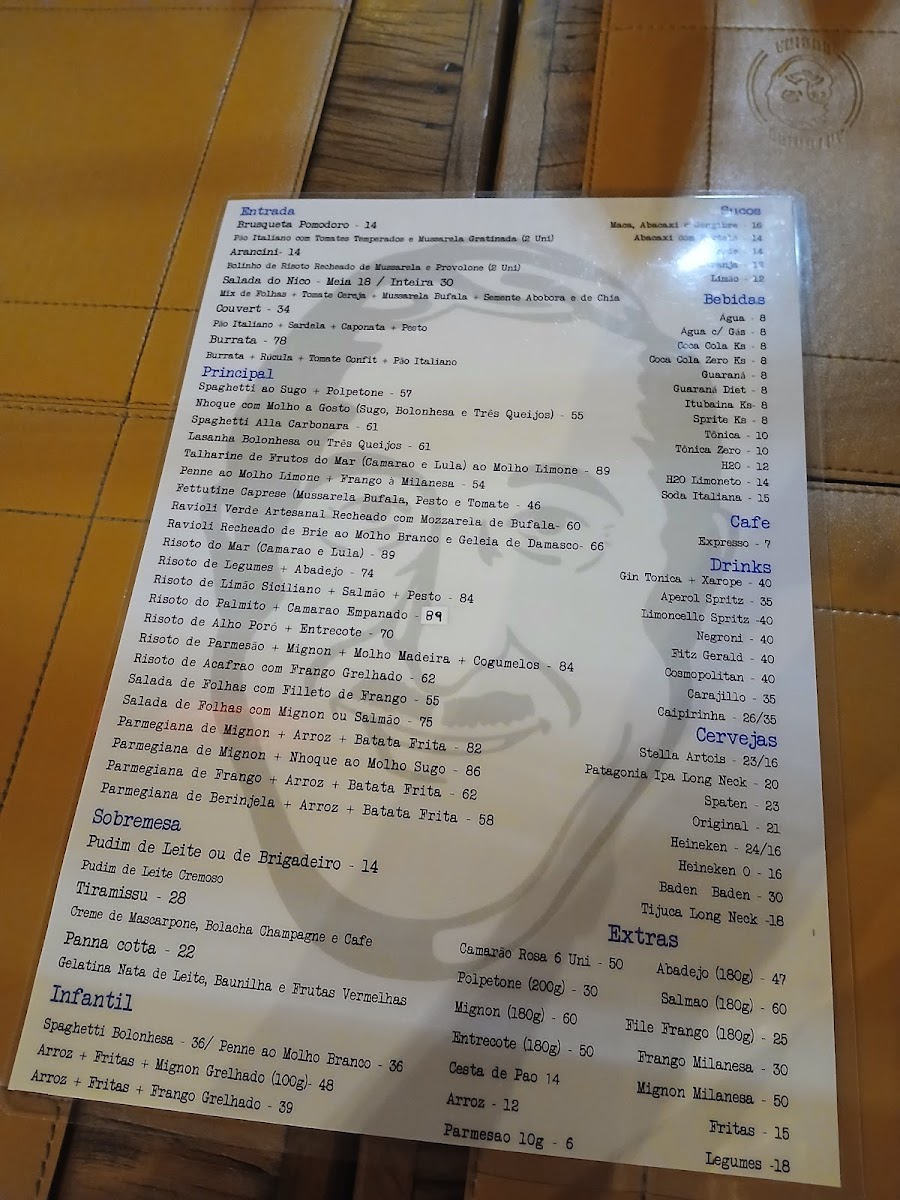 Entrada
Brusqueta Pomodoro - 14
Pão Italiano com Tomates Temperados e Mussarela Gratinada (2 Uni)
Arancini- 14
Bolinho de Risoto Recheado de Mussarela e Provolone (2 Uni)
Salada do Nico - Meia 18 / Inteira 30
Mix de Folhas + Tomate Cereja + Mussarela Bufala + Semente Abobora e de Chia
Couvert - 34
Pão Italiano + Sardela + Caponata + Pesto
Burrata - 78
Burrata + Rúcula + Tomate Confit + Pão Italiano
Principal
Spaghetti ao Sugo + Polpetone - 57
Nhoque com Molho a Gosto (Sugo, Bolonhesa e Três Queijos) - 55
Spaghetti Alla Carbonara - 61
Lasanha Bolonhesa ou Três Queijos - 61
Talharine de Frutos do Mar (Camarao e Lula) ao Molho Limone - 89
Penne ao Molho Limone + Frango à Milanesa - 54
Fettutine Caprese (Mussarela Bufala, Pesto e Tomate - 46
Ravioli Verde Artesanal Recheado com Mozzarela de Bufala- 60
Ravioli Recheado de Brie ao Molho Branco e Geleia de Damasco- 66
Risoto do Mar (Camarao e Lula) - 89
Risoto de Legumes + Abadejo - 74
Risoto de Limão Siciliano + Salmão + Pesto - 84
Risoto do Palmito + Camarao Empanado - 89
Risoto de Alho Poró + Entrecote - 70
Risoto de Parmesão + Mignon + Molho Madeira + Cogumelos - 84
Risoto de Acafrao com Frango Grelhado - 62
Salada de Folhas com Filleto de Frango - 55
Salada de Folhas com Mignon ou Salmão - 75
Parmegiana de Mignon + Arroz + Batata Frita - 82
Parmegiana de Mignon + Nhoque ao Molho Sugo - 86
Parmegiana de Frango + Arroz + Batata Frita - 62
Parmegiana de Berinjela + Arroz + Batata Frita - 58
Sobremesa
Pudim de Leite ou de Brigadeiro - 14
Pudim de Leite Cremoso
Tiramissu - 28
Creme de Mascarpone, Bolacha Champagne e Cafe
Panna cotta - 22
Gelatina Nata de Leite, Baunilha e Frutas Vermelhas
Infantil
Spaghetti Bolonhesa - 36/ Penne ao Molho Branco - 36
Arroz + Fritas + Mignon Grelhado (100g)- 48
Arroz + Fritas + Frango Grelhado - 39
Sucos
Maca, Abacaxi e Gengibre - 16
Abacaxi com - 14
- 14
Limão - 12
Bebidas
Água - 8
Água c/ Gás - 8
Coca Cola Ks - 8
Coca Cola Zero Ks - 8
Guaraná - 8
Guaraná Diet - 8
Itubaina Ks- 8
Sprite Ks - 8
Tônica - 10
Tônica Zero - 10
H2O - 12
H2O Limoneto - 14
Soda Italiana - 15
Cafe
Expresso - 7
Drinks
Gin Tonica + Xarope - 40
Aperol Spritz - 35
Limoncello Spritz -40
Negroni - 40
Fitz Gerald - 40
Cosmopolitan - 40
Carajillo - 35
Caipirinha - 26/35
Cervejas
Stella Artois - 23/16
Patagonia Ipa Long Neck - 20
Spaten - 23
Original - 21
Heineken - 24/16
Heineken 0 - 16
Baden Baden - 30
Tijuca Long Neck -18
Extras
Camarão Rosa 6 Uni - 50
Polpetone (200g) - 30
Mignon (180g) - 60
Entrecote (180g) - 50
Cesta de Pao 14
Arroz - 12
Parmesao 10g - 6
Abadejo (180g) - 47
Salmao (180g) - 60
File Frango (180g) - 25
Frango Milanesa - 30
Mignon Milanesa - 50
Fritas - 15
Legumes -18